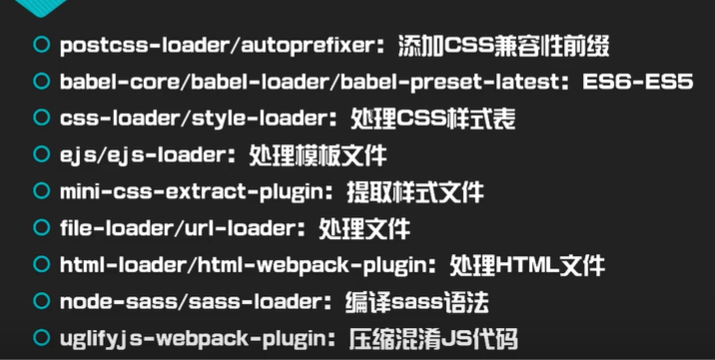 postcss-loader/autoprefixer：添加CSS兼容性前缀
babel-core/babel-loader/babel-preset-latest：ES6-ES5
css-loader/style-loader：处理CSS样式表
ejs/ejs-loader：处理模板文件
mini-css-extract-plugin：提取样式文件
file-loader/url-loader：处理文件
html-loader/html-webpack-plugin：处理HTML文件
node-sass/sass-loader：编译sass语法
uglifyjs-webpack-plugin：压缩混淆JS代码